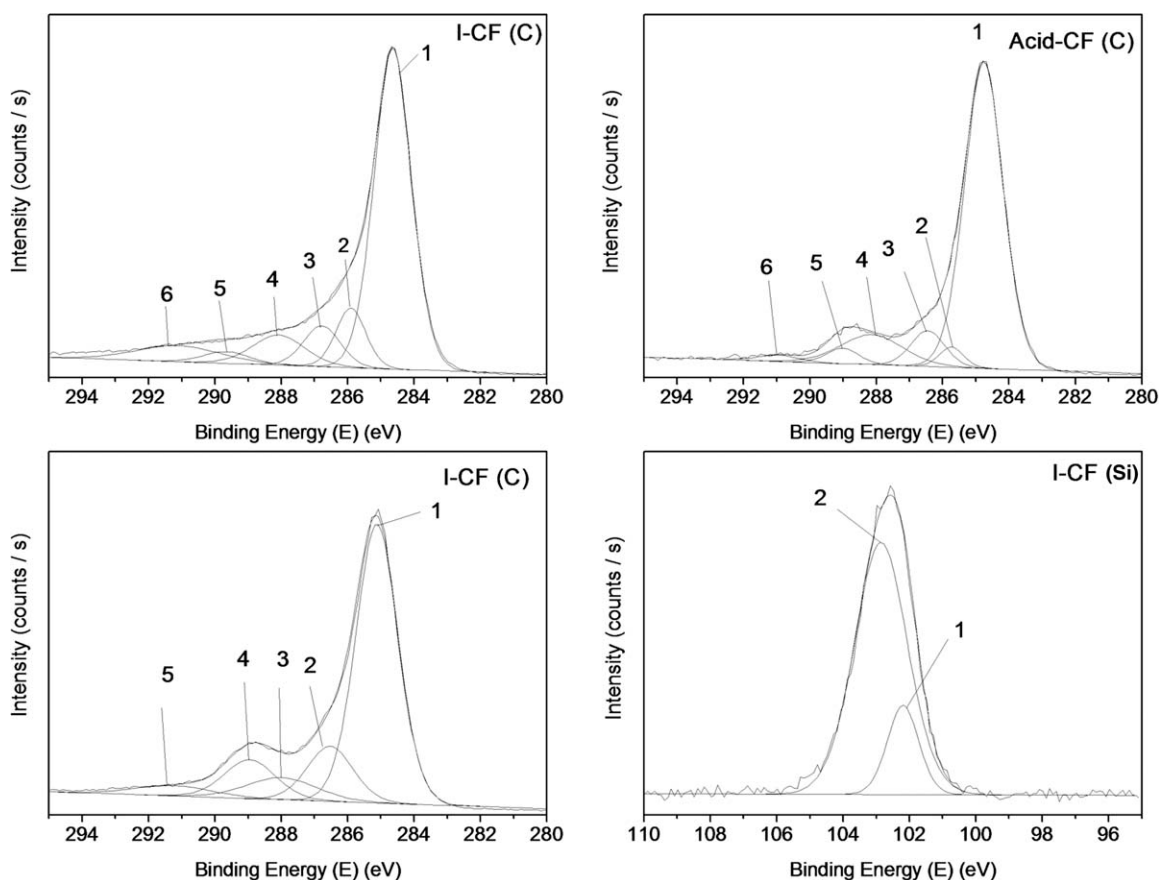 I-CF (C)
1
2
3
4
5
6
Intensity (counts / s)
294 292 290 288 286 284 282 280
Binding Energy (E) (eV)
Acid-CF (C)
1
2
3
4
5
6
Intensity (counts / s)
294 292 290 288 286 284 282 280
Binding Energy (E) (eV)
I-CF (C)
1
2
3
4
5
Intensity (counts / s)
294 292 290 288 286 284 282 280
Binding Energy (E) (eV)
I-CF (Si)
2
1
Intensity (counts / s)
110 108 106 104 102 100 98 96
Binding Energy (E) (eV)